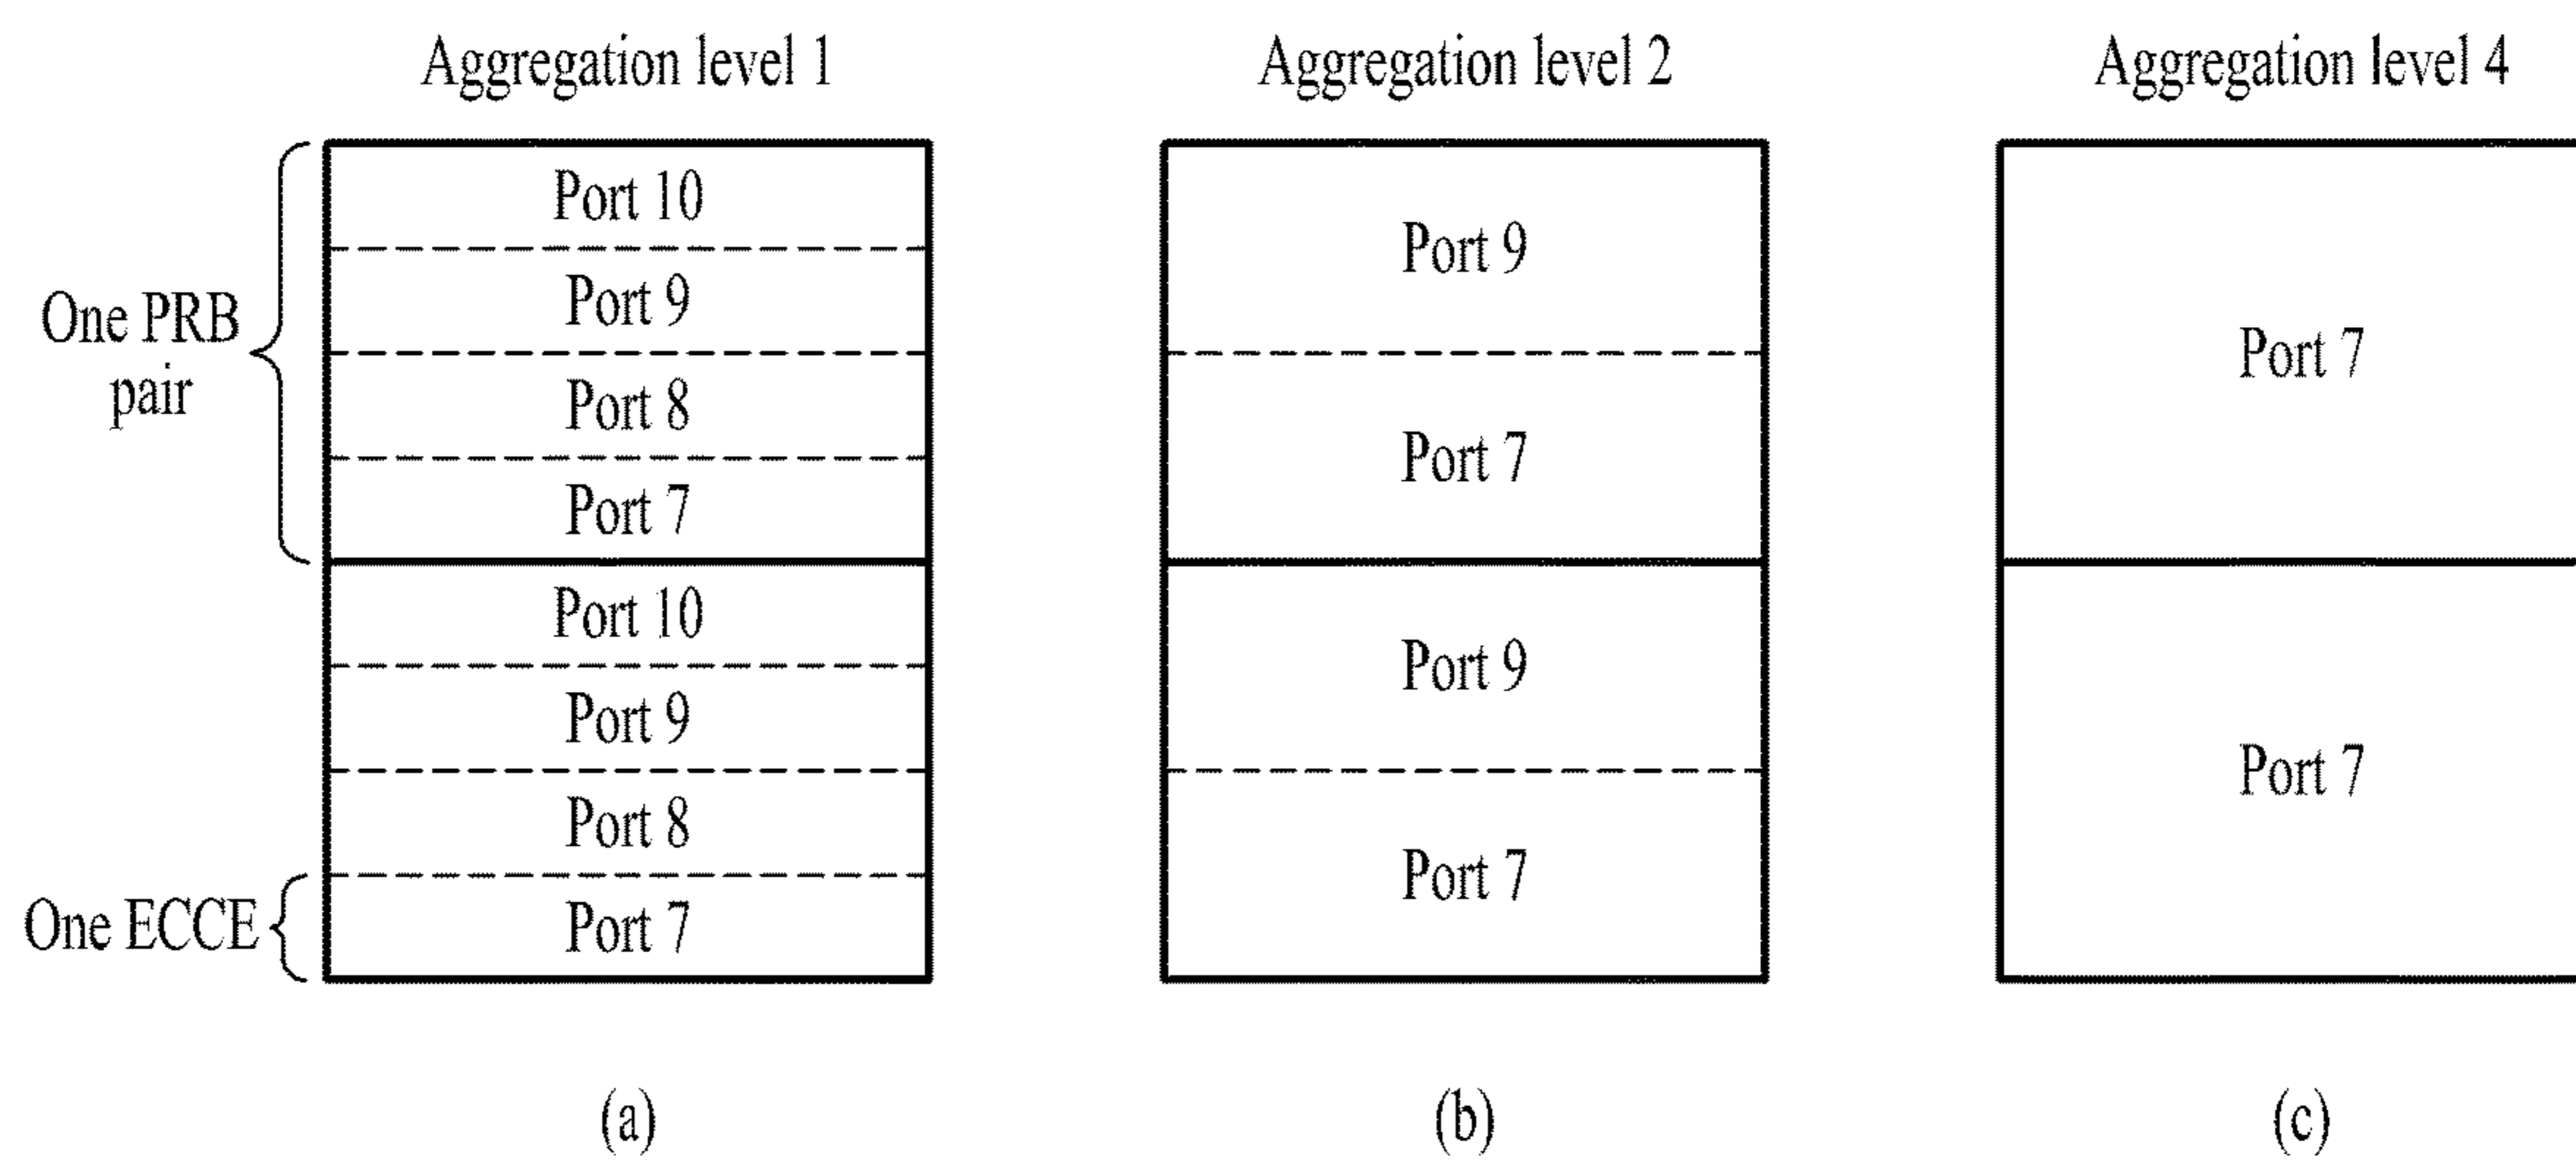 Aggregation level 1
Port 10
Port 9
Port 8
Port 7
Port 10
Port 9
Port 8
Port 7
One PRB
pair
One ECCE
(a)
Aggregation level 2
Port 9
Port 7
Port 9
Port 7
(b)
Aggregation level 4
Port 7
Port 7
(c)